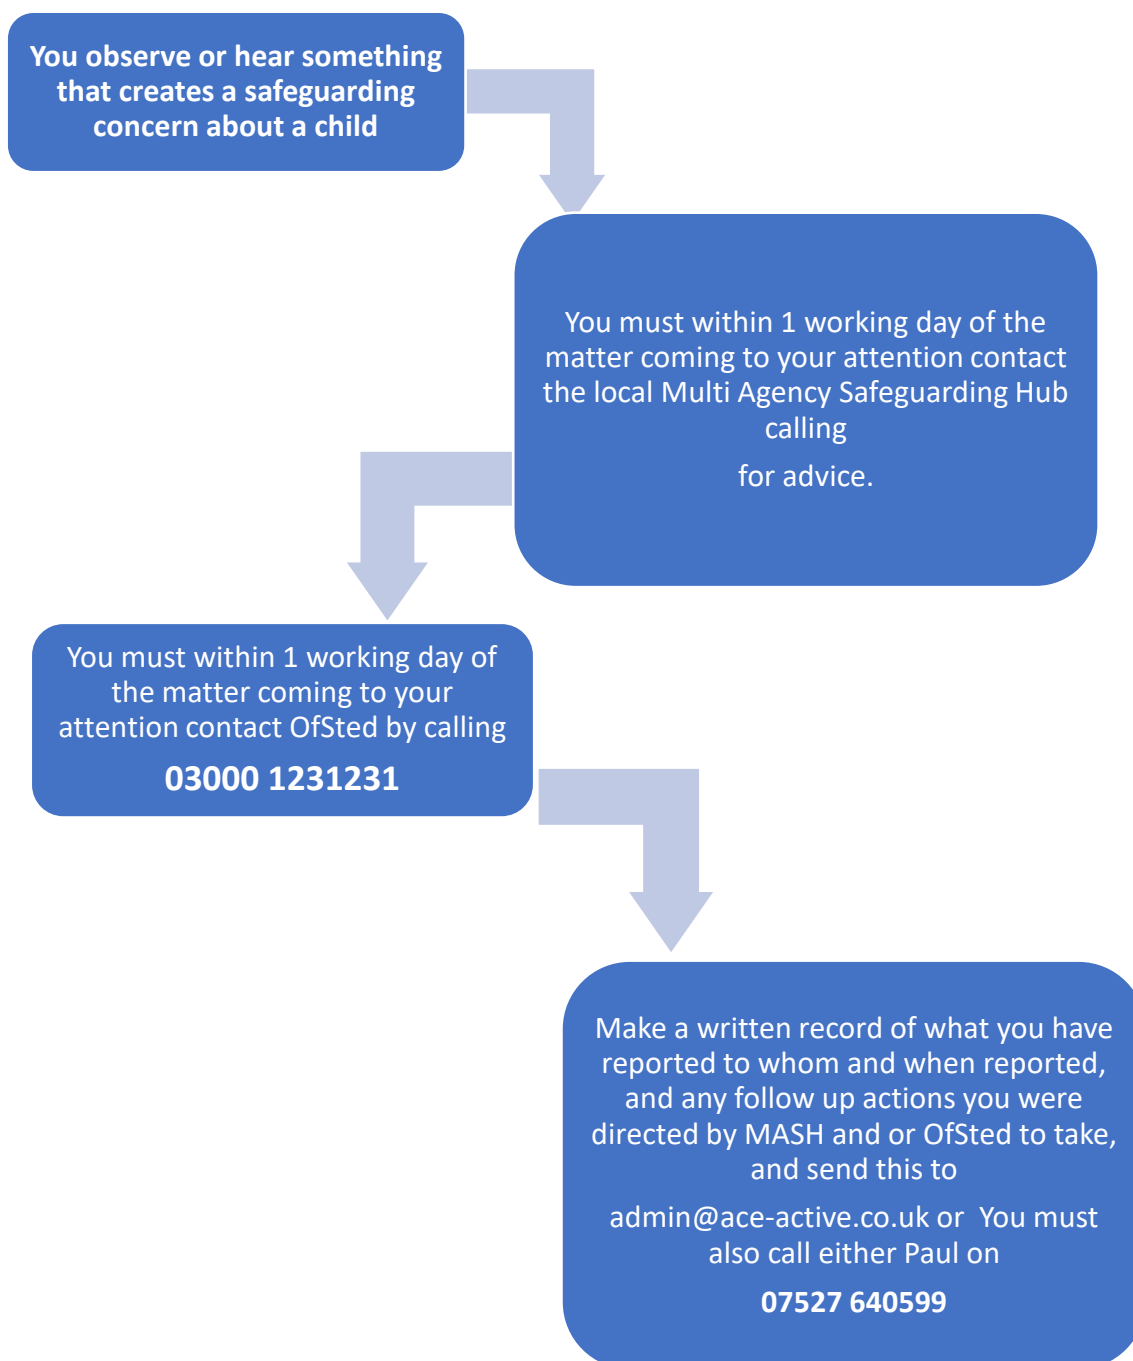 You observe or hear something
that creates a safeguarding
concern about a child
You must within 1 working day of the
matter coming to your attention contact
the local Multi Agency Safeguarding Hub
calling
for advice.
You must within 1 working day of
the matter coming to your
attention contact OfSted by calling
03000 1231231
Make a written record of what you have
reported to whom and when reported,
and any follow up actions you were
directed by MASH and or OfSted to take,
and send this to
admin@ace-active.co.uk or  You must
also call either Paul on
07527 640599